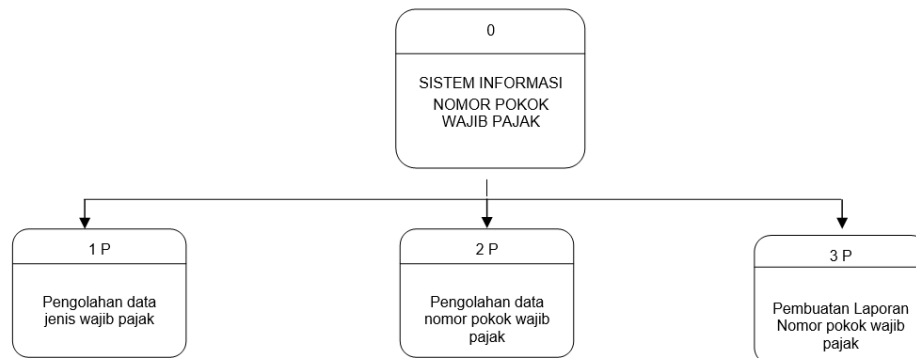 0
SISTEM INFORMASI
NOMOR POKOK
WAJIB PAJAK
1 P
Pengolahan data
jenis wajib pajak
2 P
Pengolahan data
nomor pokok wajib
pajak
3 P
Pembuatan Laporan
Nomor pokok wajib
pajak